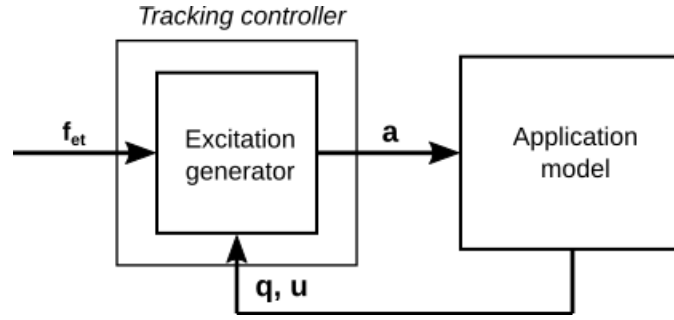 Tracking controller
f_et
Excitation
generator
a
Application
model
q, u